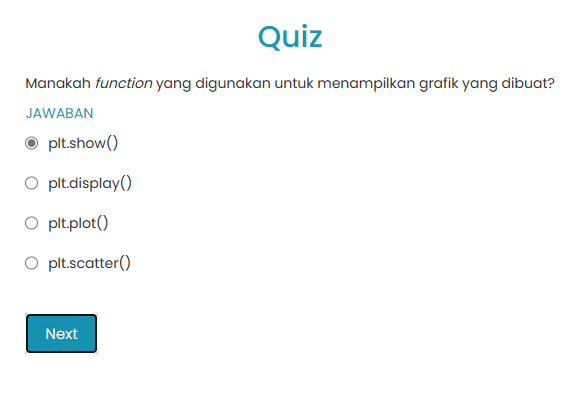 Quiz
Manakah function yang digunakan untuk menampilkan grafik yang dibuat?
JAWABAN
plt.show()
plt.display()
plt.plot()
plt.scatter()
Next